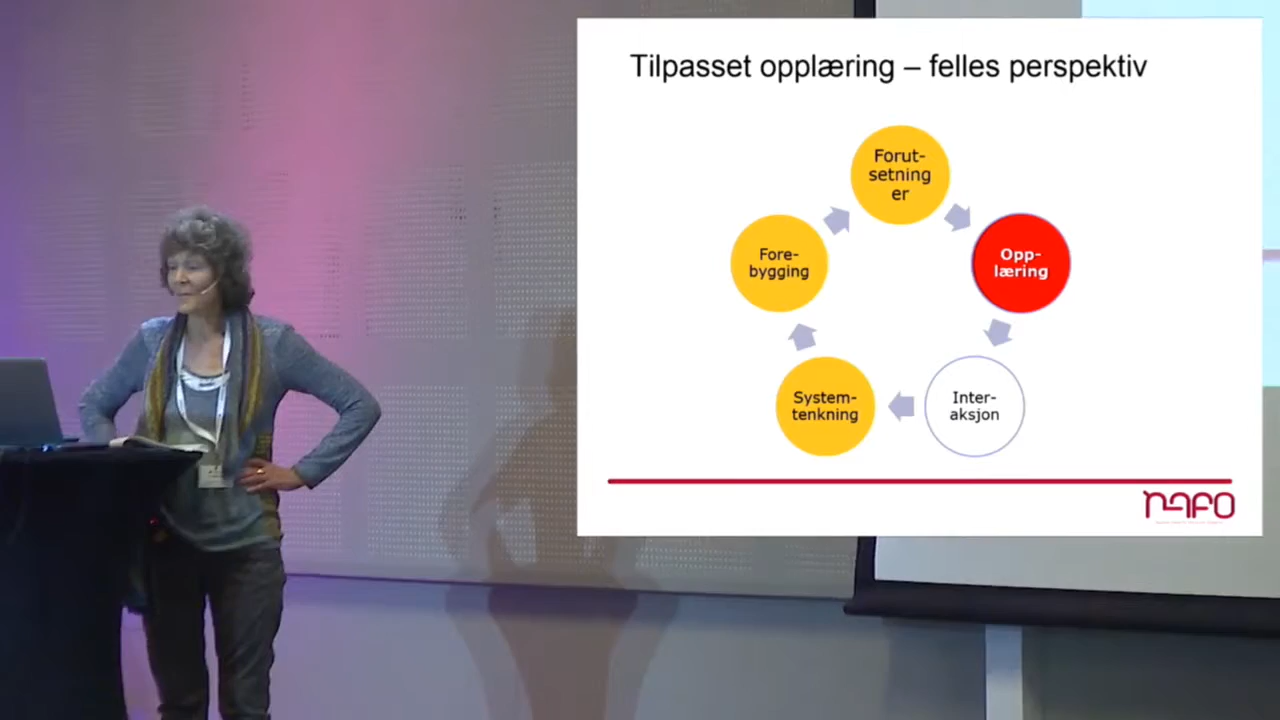 Tilpasset opplæring – felles perspektiv
Forut-
setning
er
Opp-
læring
Inter-
aksjon
System-
tenkning
Fore-
bygging
NAFO